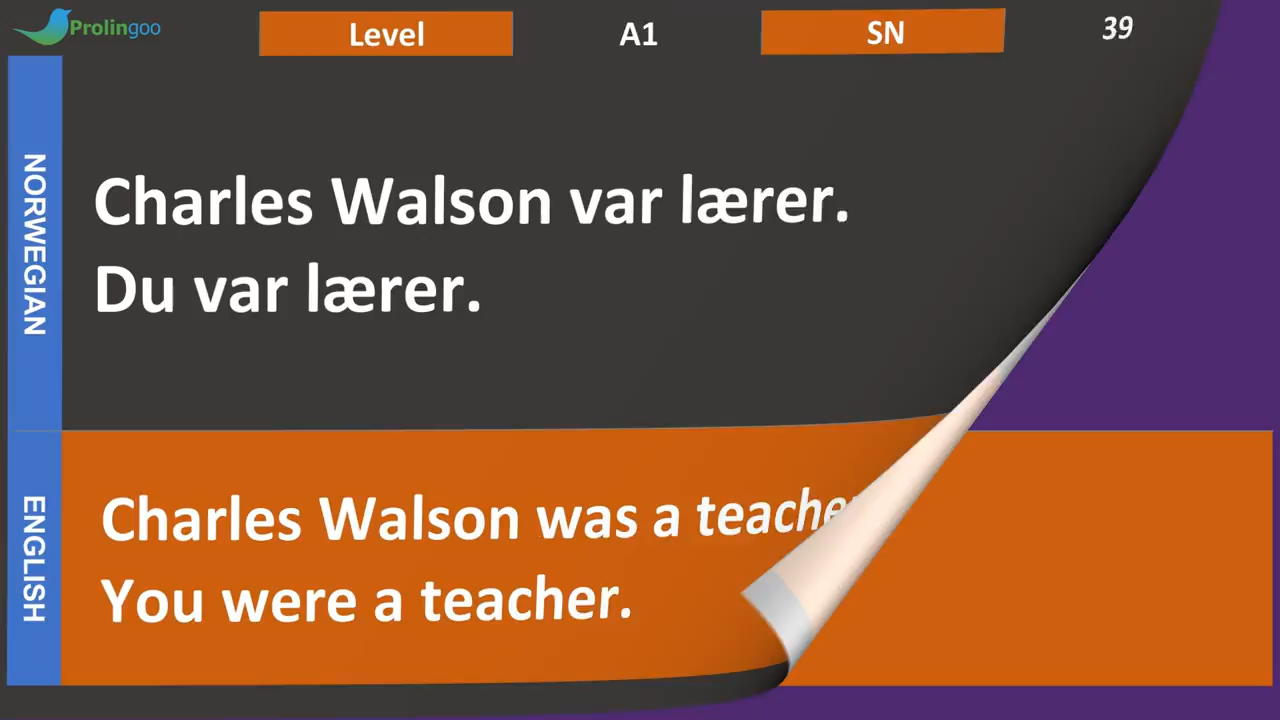 Prolingoo
Level
A1
SN
39
NORWEGIAN
Charles Walson var lærer.
Du var lærer.
ENGLISH
Charles Walson was a
You were a teacher.